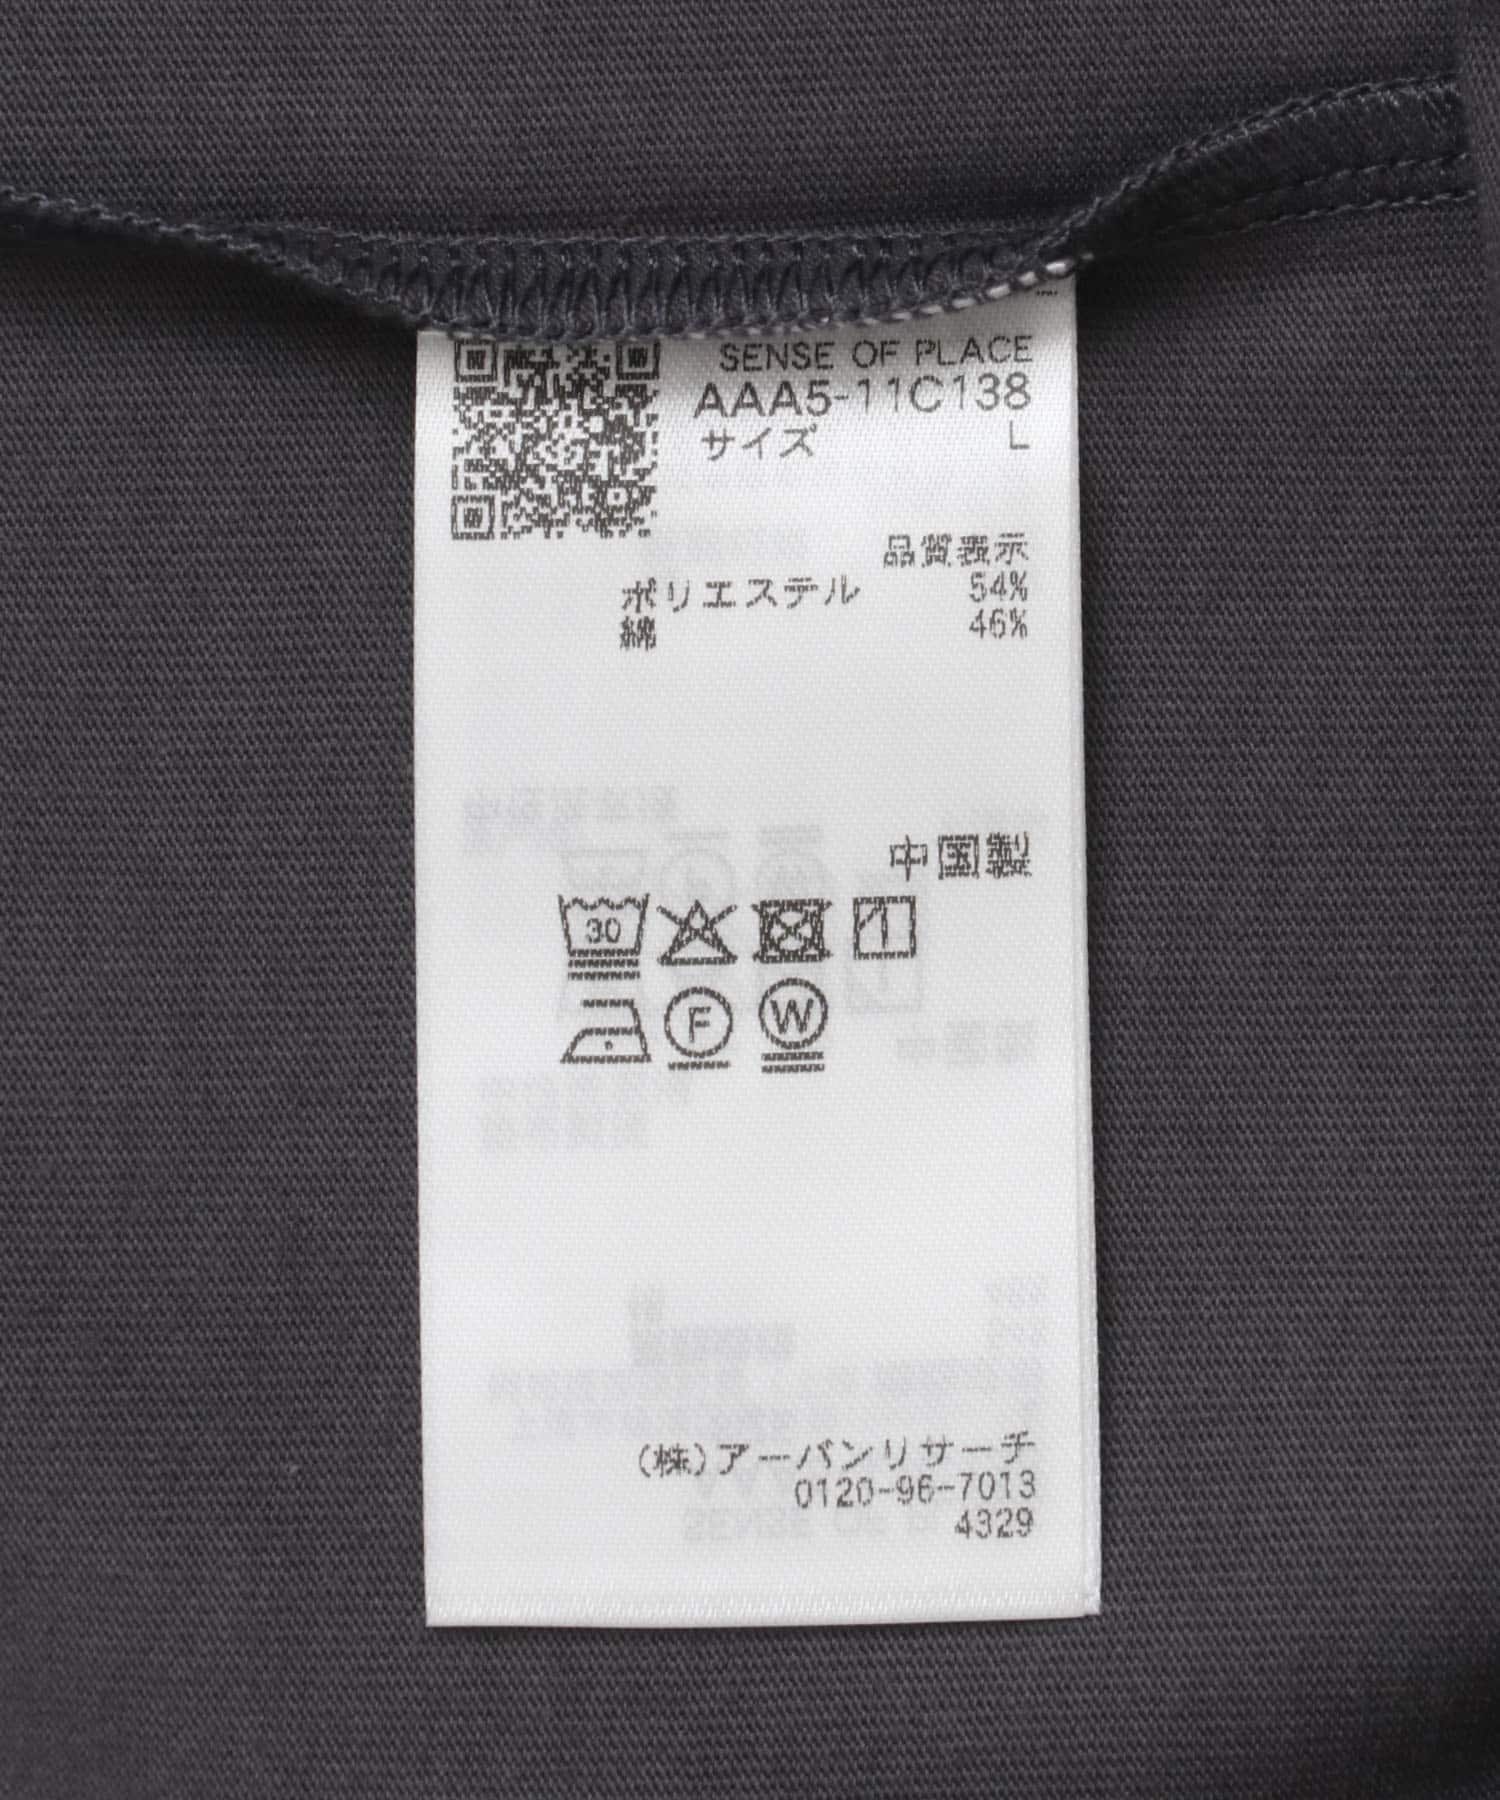 SENSE OF PLACE
AAA5-11C138
サイズ L
品質表示
ポリエステル 54%
綿 46%
中国製
30
F W
(株)アーバンリサーチ
0120-96-7013
4329